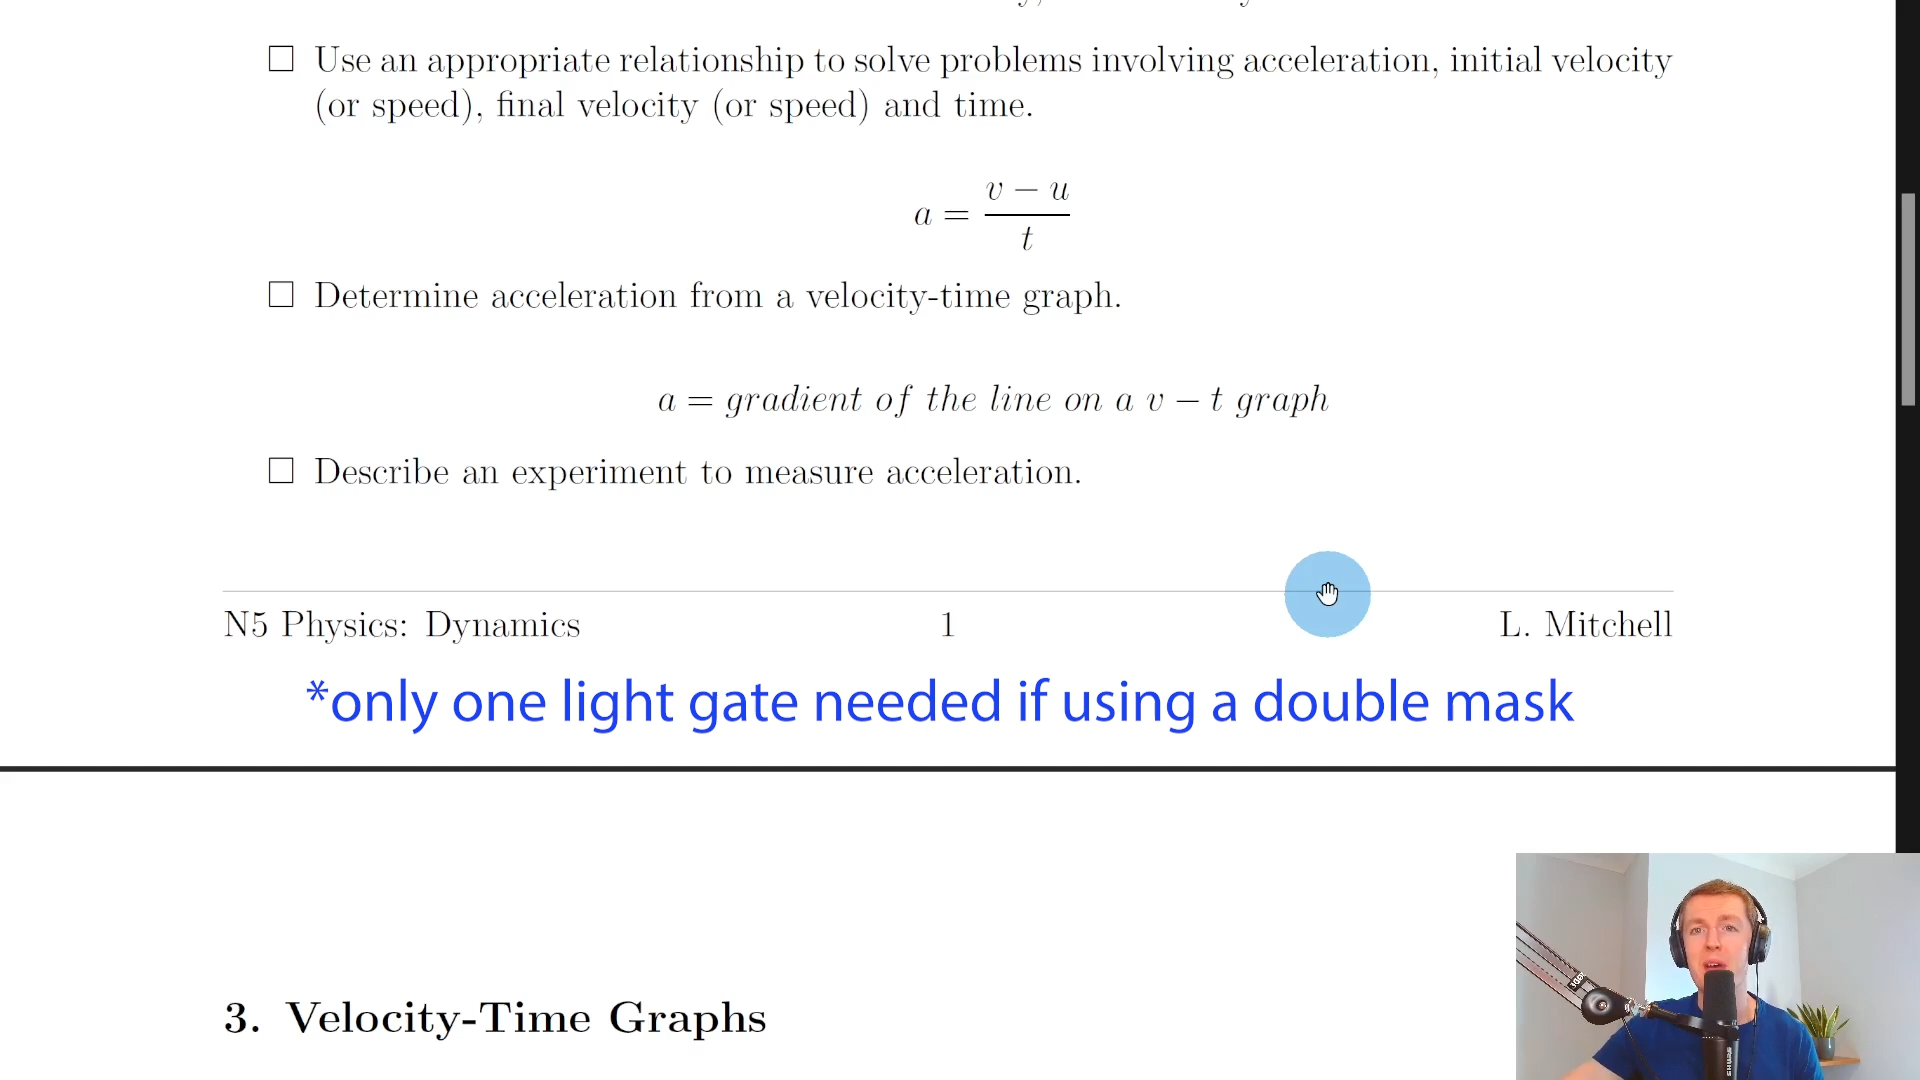 ☐ Use an appropriate relationship to solve problems involving acceleration, initial velocity
(or speed), final velocity (or speed) and time.
a = (v − u) / t
☐ Determine acceleration from a velocity-time graph.
a = gradient of the line on a v − t graph
☐ Describe an experiment to measure acceleration.
N5 Physics: Dynamics 1 L. Mitchell
*only one light gate needed if using a double mask
3. Velocity-Time Graphs